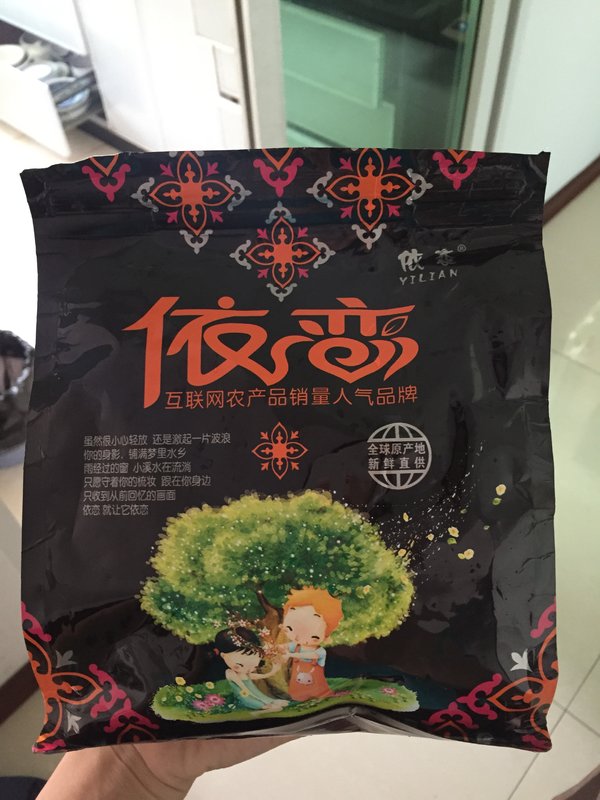 依恋®
YILIAN
依恋
互联网农产品销量人气品牌
虽然很小心轻放 还是激起一片波浪
你的身影、铺满梦里水乡
雨经过的窗 小溪水在流淌
只愿守着你的梳妆 跟在你身边
只收到从前回忆的画面
依恋 就让它依恋
全球原产地
新鲜直供